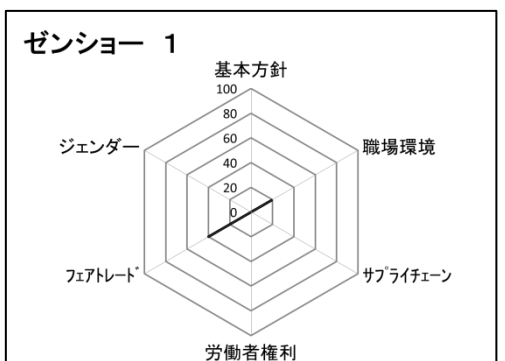 ゼンショー 1
基本方針
100
80
60
40
20
0
ジェンダー
職場環境
フェアトレード
サプライチェーン
労働者権利